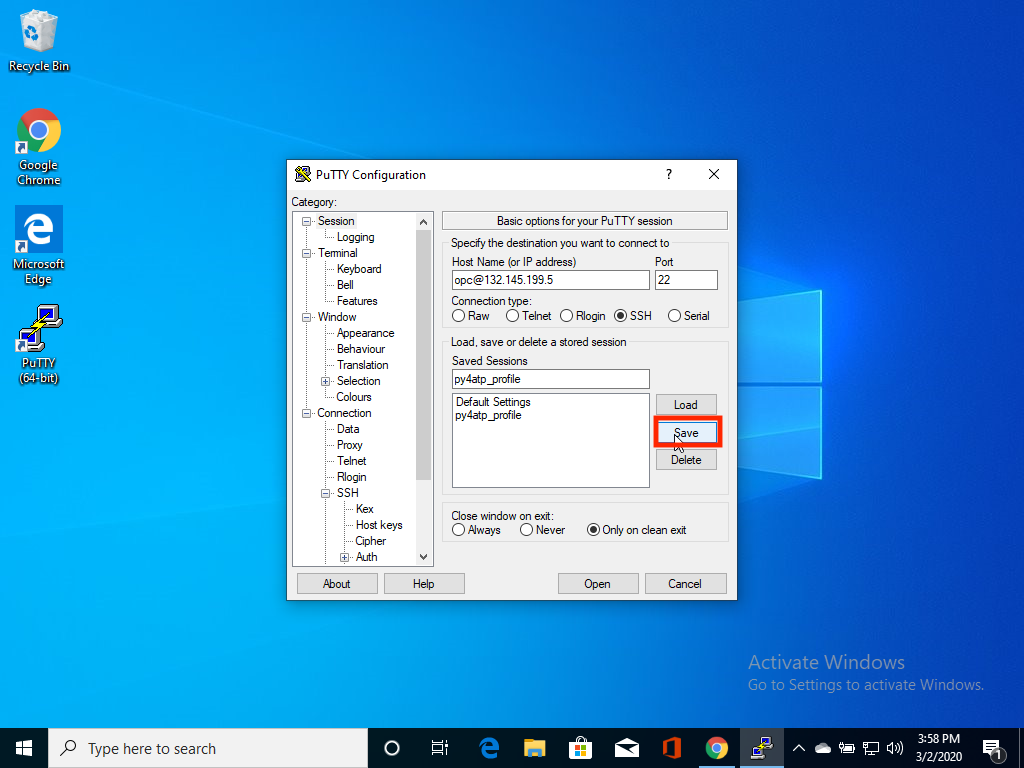 Recycle Bin
Google
Chrome
Microsoft
Edge
PuTTY
(64-bit)
PuTTY Configuration
?
Category:
Session
Logging
Terminal
Keyboard
Bell
Features
Window
Appearance
Behaviour
Translation
Selection
Colours
Connection
Data
Proxy
Telnet
Rlogin
SSH
Kex
Host keys
Cipher
Auth
Basic options for your PuTTY session
Specify the destination you want to connect to
Host Name (or IP address) Port
opc@132.145.199.5 22
Connection type:
Raw Telnet Rlogin SSH Serial
Load, save or delete a stored session
Saved Sessions
py4atp_profile
Default Settings
py4atp_profile
Load
Save
Delete
Close window on exit:
Always Never Only on clean exit
About Help Open Cancel
Activate Windows
Go to Settings to activate Windows.
Type here to search
3:58 PM
3/2/2020
1